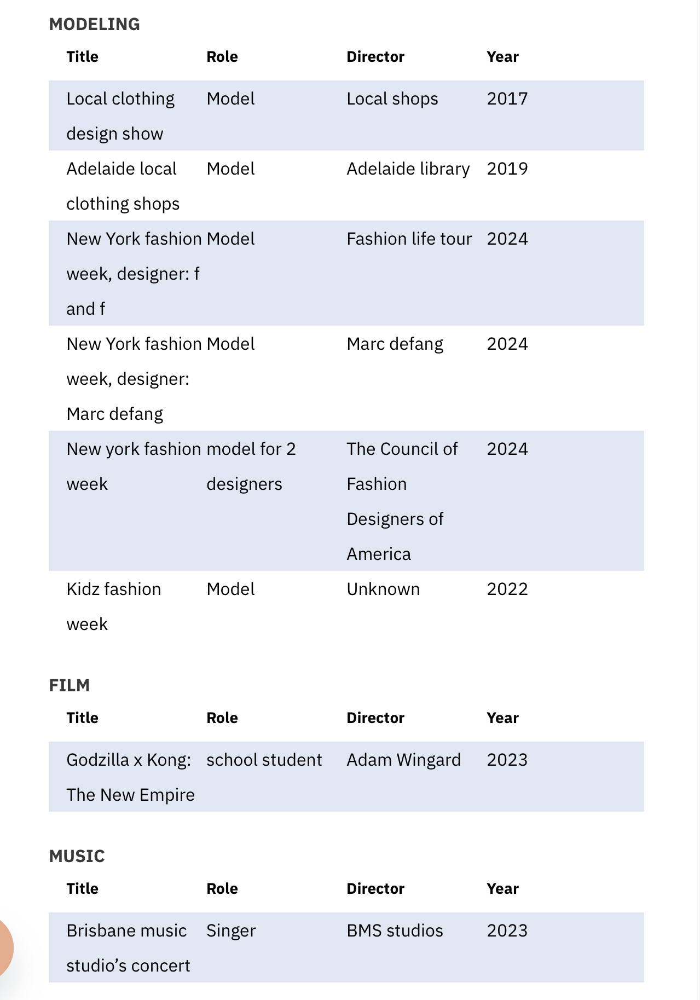 MODELING
Title Role Director Year
Local clothing Model Local shops 2017
design show
Adelaide local Model Adelaide library 2019
clothing shops
New York fashion Model Fashion life tour 2024
week, designer: f
and f
New York fashion Model Marc defang 2024
week, designer:
Marc defang
New york fashion model for 2 The Council of 2024
week designers Fashion
Designers of
America
Kidz fashion Model Unknown 2022
week
FILM
Title Role Director Year
Godzilla x Kong: school student Adam Wingard 2023
The New Empire
MUSIC
Title Role Director Year
Brisbane music Singer BMS studios 2023
studio’s concert